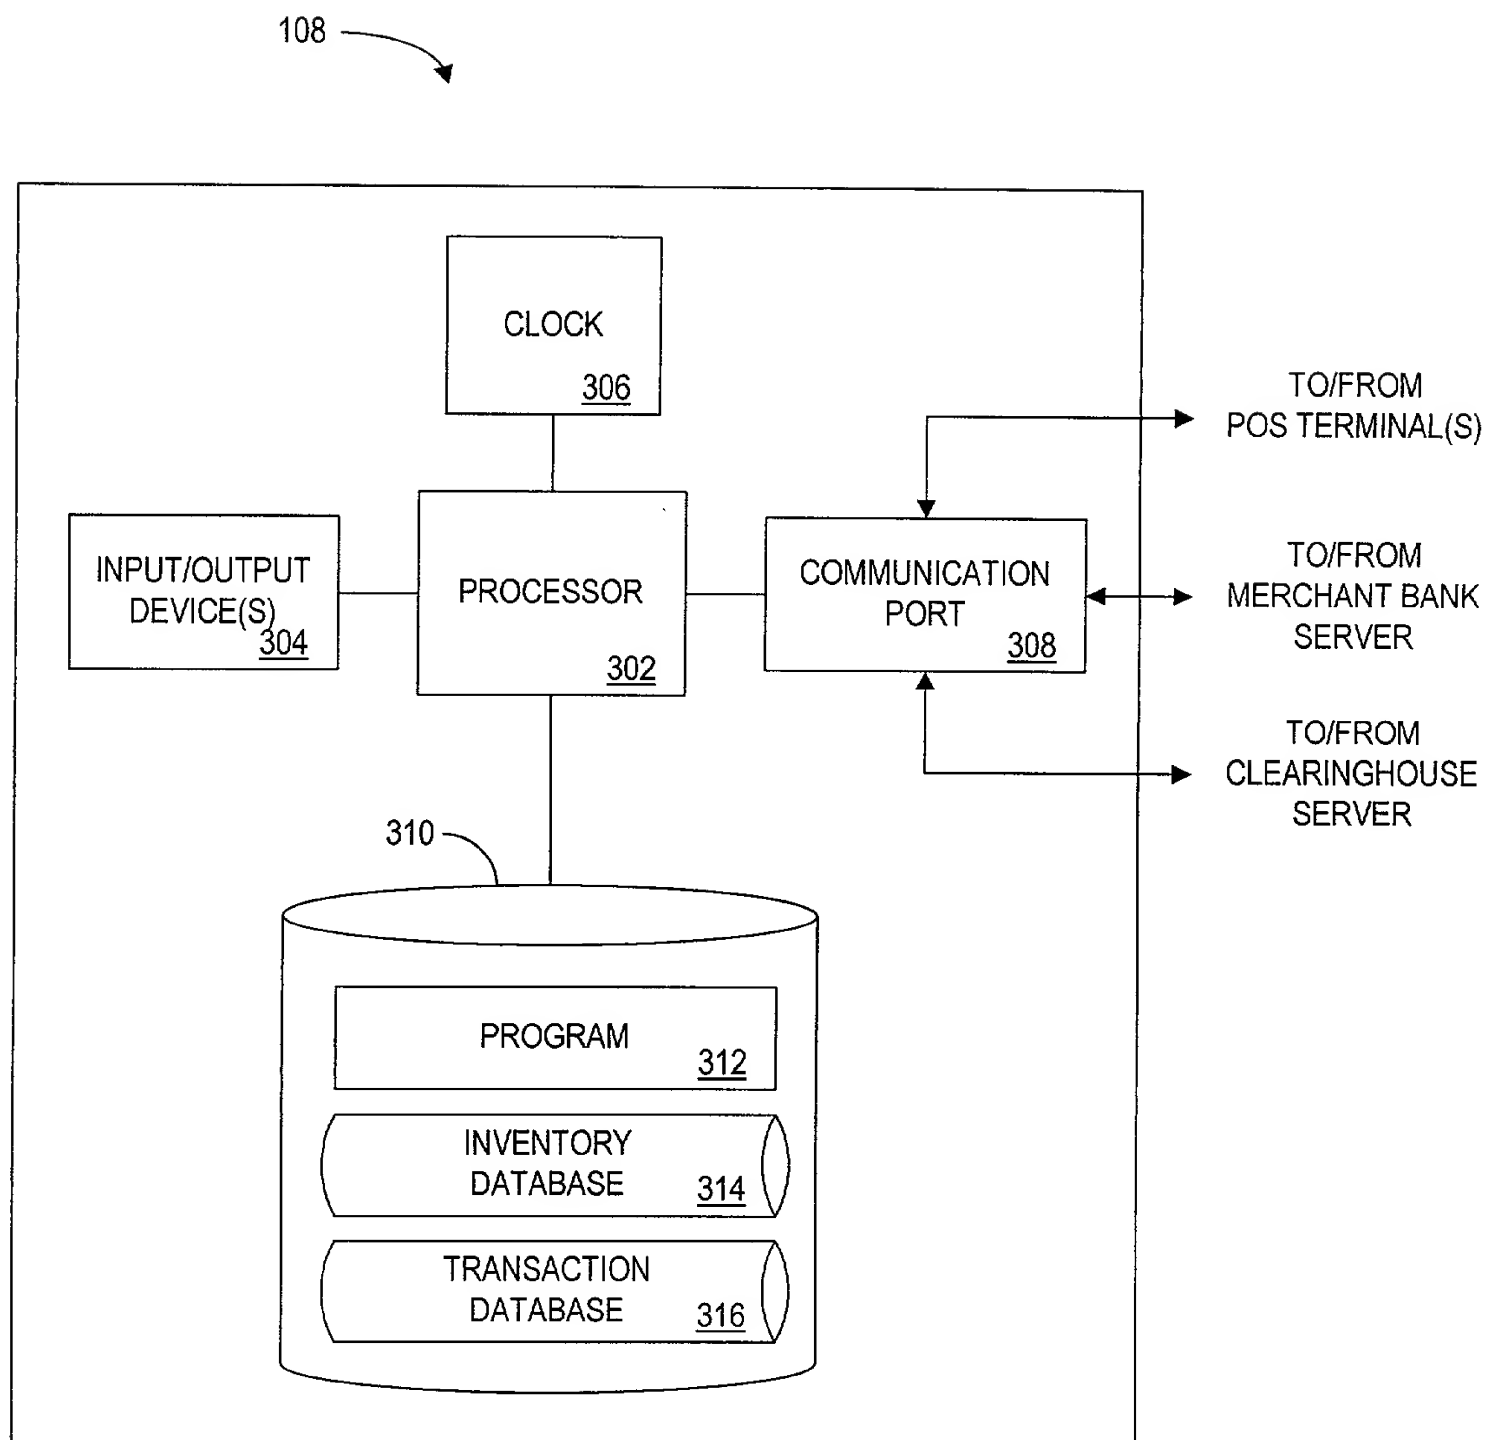 108
CLOCK
306
TO/FROM
POS TERMINAL(S)
INPUT/OUTPUT
DEVICE(S)
304
PROCESSOR
302
COMMUNICATION
PORT
308
TO/FROM
MERCHANT BANK
SERVER
TO/FROM
CLEARINGHOUSE
SERVER
310
PROGRAM
312
INVENTORY
DATABASE
314
TRANSACTION
DATABASE
316